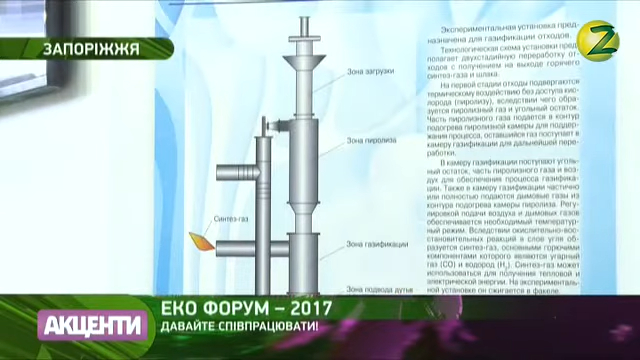 ЗАПОРІЖЖЯ
Z
Экспериментальная установка пред-
назначена для газификации отходов.
Технологическая схема установки пред-
полагает двухстадийную переработку от-
ходов с получением на выходе горючего
синтез-газа и шлака.
На первой стадии отходы подвергаются
термическому воздействию без доступа кисло-
рода (пиролизу), вследствии чего обра-
зуется пиролизный газ и угольный остаток.
Часть пиролизного газа подается в контур
подогрева пиролизной камеры для поддер-
жания процесса, оставшийся газ поступает в
камеру газификации для дальнейшей пере-
работки.
В камеру газификации поступают уголь-
ный остаток, часть пиролизного газа и воз-
дух для обеспечения процесса газифика-
ции. Также в камеру газификации частично
или полностью подаются дымовые газы из
контура подогрева камеры пиролиза. Регу-
лировкой подачи воздуха и дымовых газов
обеспечивается необходимый температур-
ный режим. Вследствии окислительно-вос-
становительных реакций в слое угля об-
разуется синтез-газ, основными горючими
компонентами которого являются угарный
газ (CO) и водород (H₂). Синтез-газ может
использоваться для получения тепловой и
электрической энергии. На эксперименталь-
ной установке он сжигается в факеле.
Зона загрузки
Зона пиролиза
Синтез-газ
Зона газификации
Зона подвода дутья
АКЦЕНТИ
ЕКО ФОРУМ – 2017
ДАВАЙТЕ СПІВПРАЦЮВАТИ!